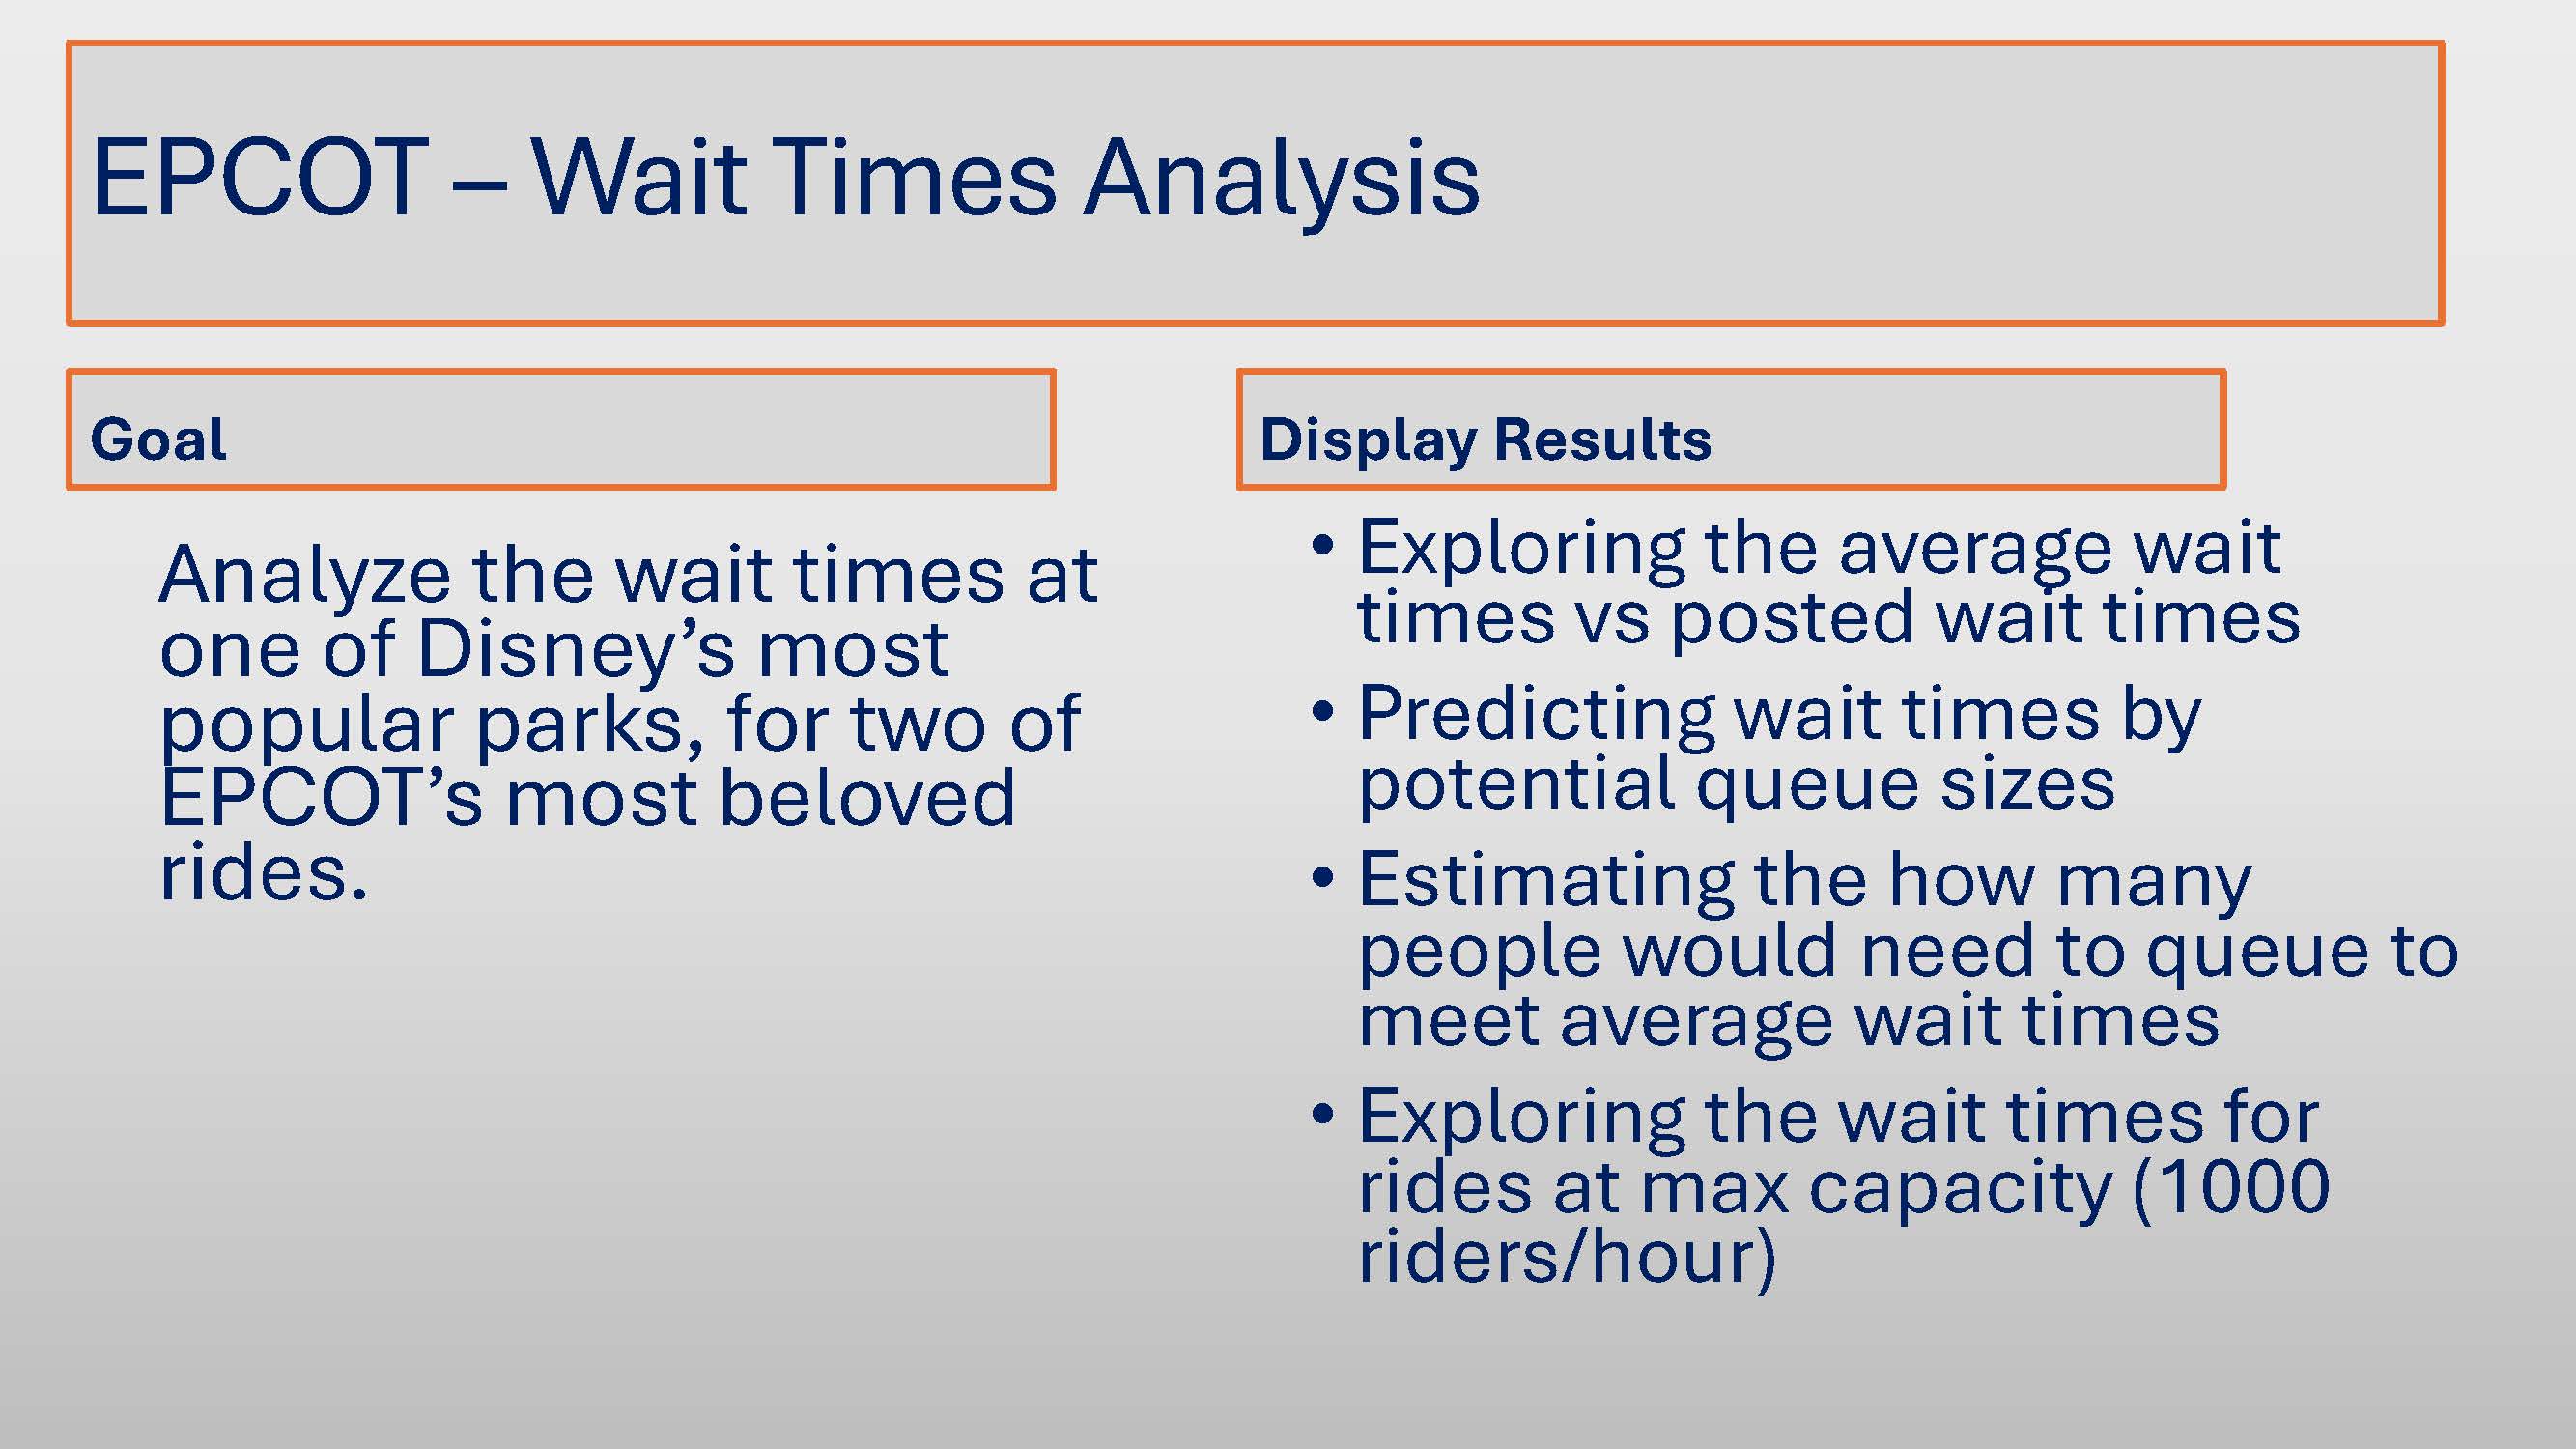 EPCOT – Wait Times Analysis
Goal
Analyze the wait times at
one of Disney’s most
popular parks, for two of
EPCOT’s most beloved
rides.
Display Results
• Exploring the average wait
times vs posted wait times
• Predicting wait times by
potential queue sizes
• Estimating the how many
people would need to queue to
meet average wait times
• Exploring the wait times for
rides at max capacity (1000
riders/hour)